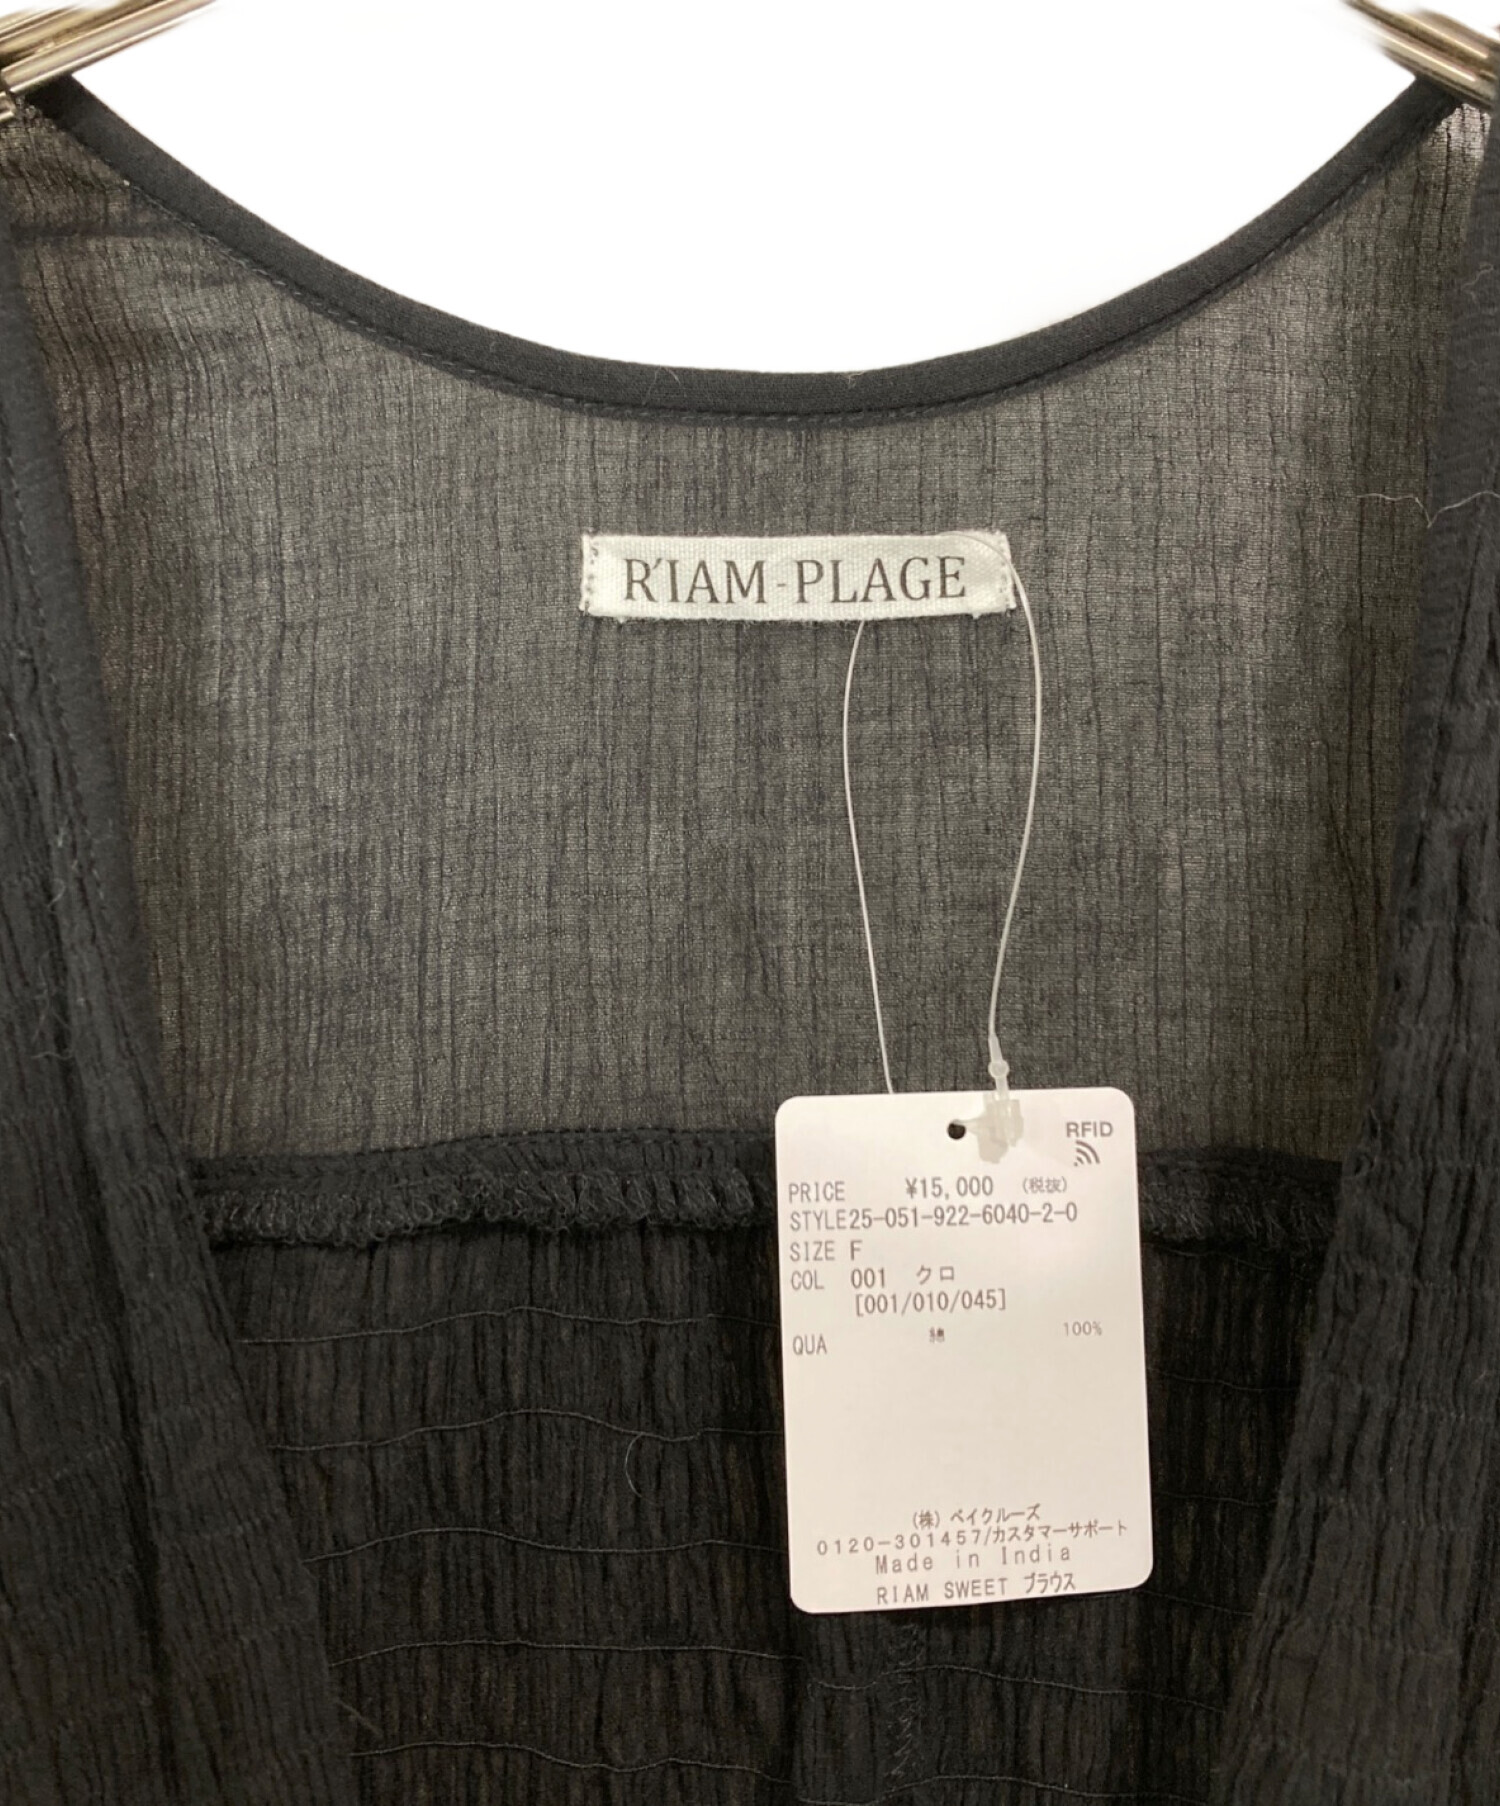 R'IAM-PLAGE
RFID
PRICE ¥15,000 (税抜)
STYLE25-051-922-6040-2-0
SIZE F
COL 001 クロ
[001/010/045]
QUA 綿 100%
(株) ベイクルーズ
0120-301457/カスタマーサポート
Made in India
RIAM SWEET ブラウス